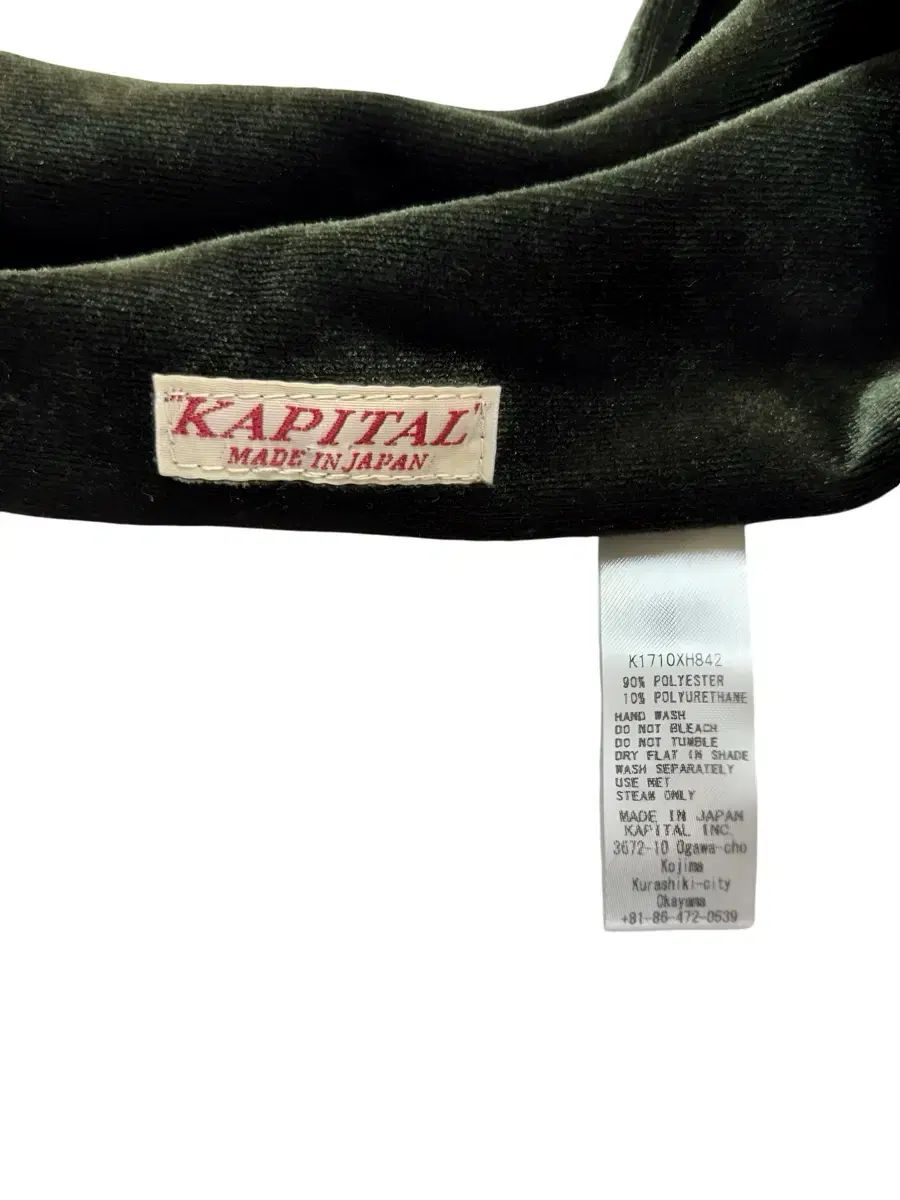 "KAPITAL"
MADE IN JAPAN
K1710XH842
90% POLYESTER
10% POLYURETHANE
HAND WASH
DO NOT BLEACH
DO NOT TUMBLE
DRY FLAT IN SHADE
WASH SEPARATELY
USE NET
STEAM ONLY
MADE IN JAPAN
KAPITAL INC.
3672-10 Ogawa-cho
Kojima
Kurashiki-city
Okayama
+81-86-472-0639